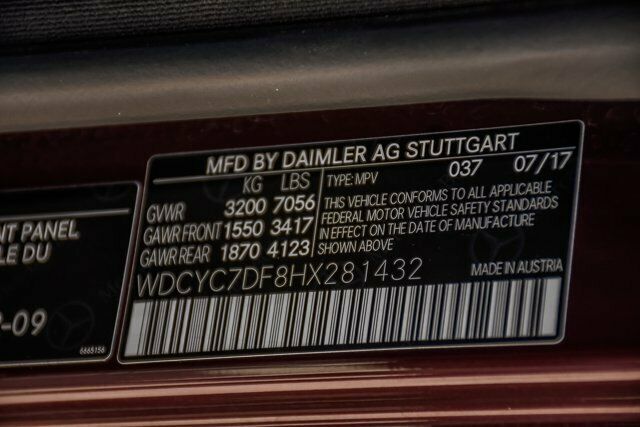 MFD BY DAIMLER AG STUTTGART
KG LBS
GVWR 3200 7056
GAWR FRONT 1550 3417
GAWR REAR 1870 4123
TYPE: MPV 037 07/17
THIS VEHICLE CONFORMS TO ALL APPLICABLE
FEDERAL MOTOR VEHICLE SAFETY STANDARDS
IN EFFECT ON THE DATE OF MANUFACTURE
SHOWN ABOVE
WDCYC7DF8HX281432
MADE IN AUSTRIA
NT PANEL
LE DU
-09
6665156